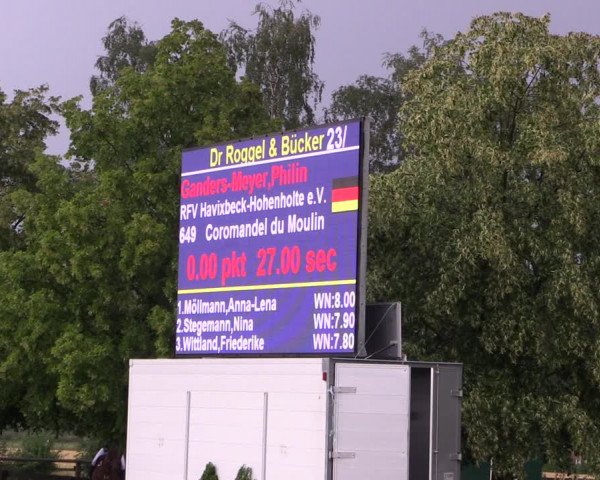 Dr Roggel & Bücker 23/
Ganders-Meyer,Philin
RFV Havixbeck-Hohenholte e.V.
649 Coromandel du Moulin
0.00 pkt 27.00 sec
1.Möllmann,Anna-Lena WN:8.00
2.Stegemann,Nina WN:7.90
3.Wittland,Friederike WN:7.80